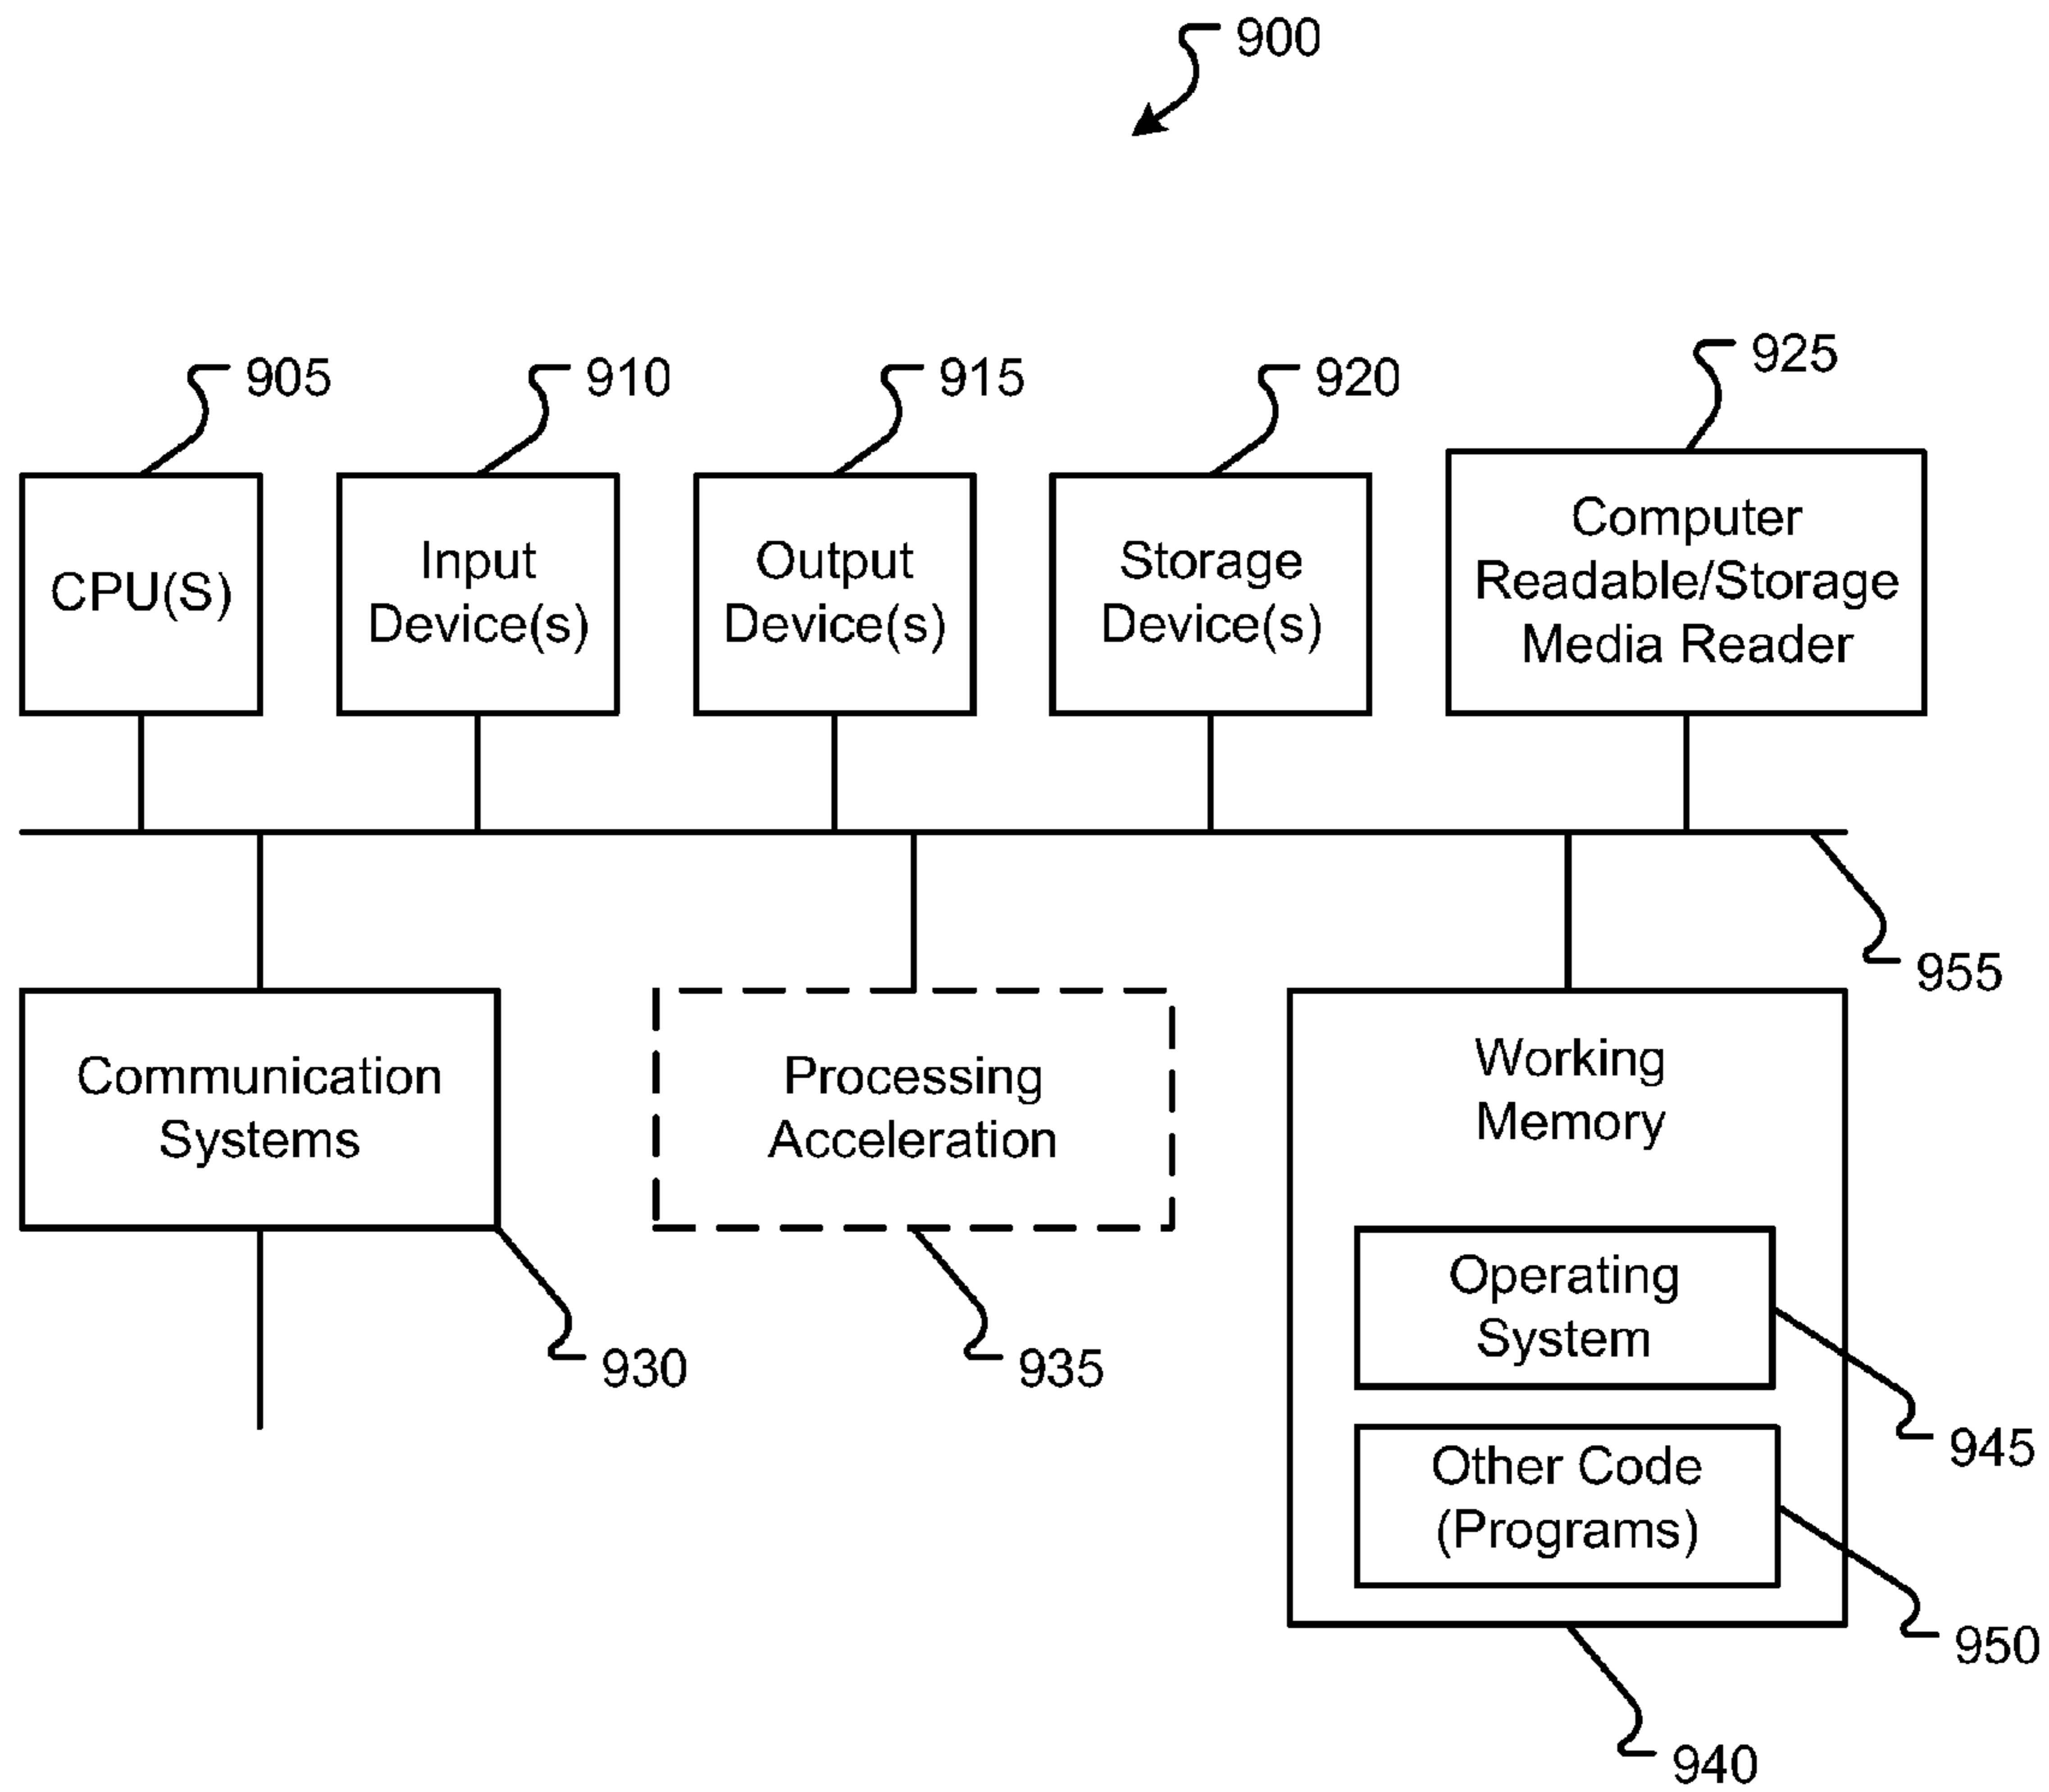 900
905
910
915
920
925
CPU(S)
Input
Device(s)
Output
Device(s)
Storage
Device(s)
Computer
Readable/Storage
Media Reader
955
Communication
Systems
930
Processing
Acceleration
935
Working
Memory
Operating
System
945
Other Code
(Programs)
950
940